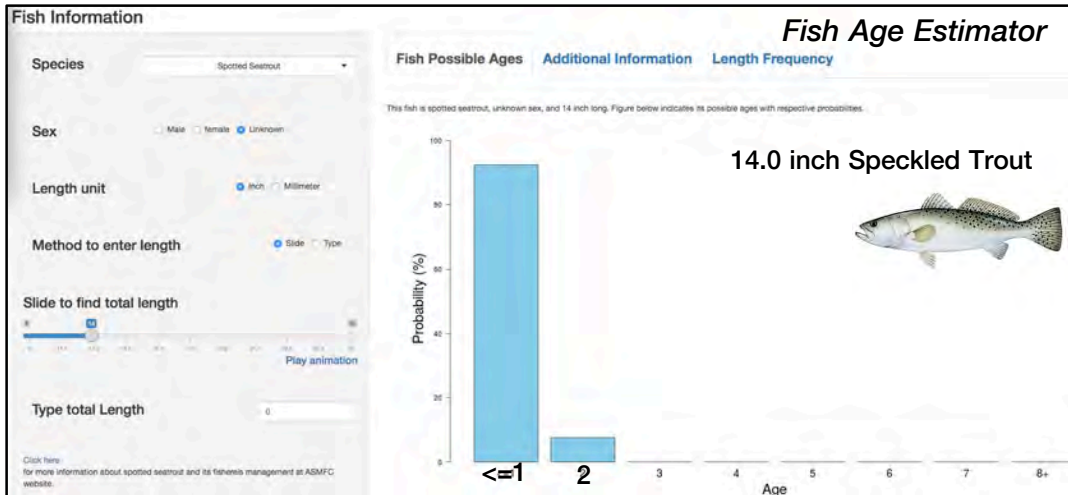 Fish Information
Fish Age Estimator
Species
Spotted Seatrout
Sex
Male female Unknown
Length unit
Inch Millimeter
Method to enter length
Slide Type
Slide to find total length
14
Play animation
Type total Length
0
Click here
for more information about spotted seatrout and its fisheris management at ASMFC
website.
Fish Possible Ages Additional Information Length Frequency
This fish is spotted seatrout, unknown sex, and 14 inch long. Figure below indicates its possible ages with respective probabilities.
14.0 inch Speckled Trout
Probability (%)
100
80
60
40
20
0
<=1 2 3 4 5 6 7 8+
Age